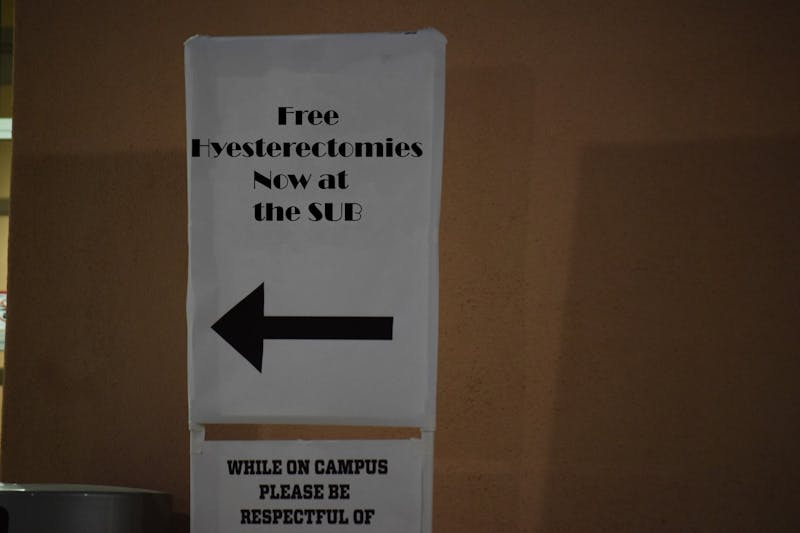 Free
Hyesterectomies
Now at
the SUB
WHILE ON CAMPUS
PLEASE BE
RESPECTFUL OF